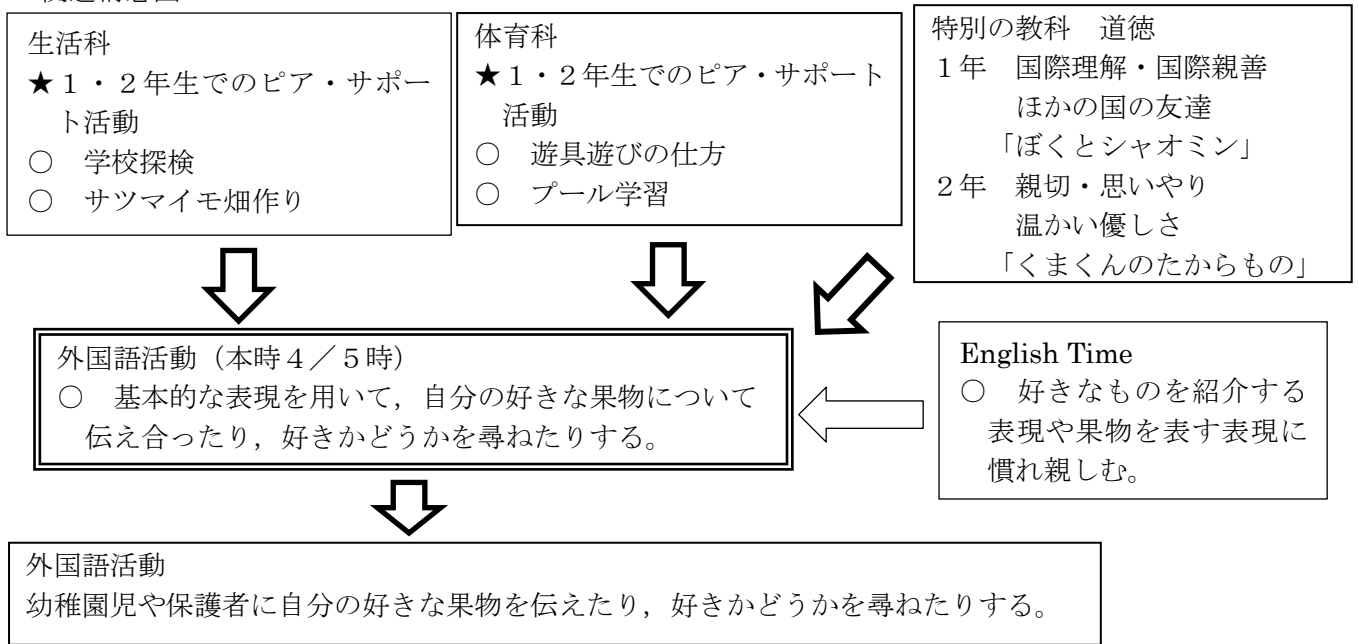 生活科
★１・２年生でのピア・サポー
ト活動
○　学校探検
○　サツマイモ畑作り
体育科
★１・２年生でのピア・サポート
活動
○　遊具遊びの仕方
○　プール学習
特別の教科　道徳
１年　国際理解・国際親善
ほかの国の友達
「ぼくとシャオミン」
２年　親切・思いやり
温かい優しさ
「くまくんのたからもの」
外国語活動（本時４／５時）
○　基本的な表現を用いて，自分の好きな果物について
伝え合ったり，好きかどうかを尋ねたりする。
English Time
○　好きなものを紹介する
表現や果物を表す表現に
慣れ親しむ。
外国語活動
幼稚園児や保護者に自分の好きな果物を伝えたり，好きかどうかを尋ねたりする。